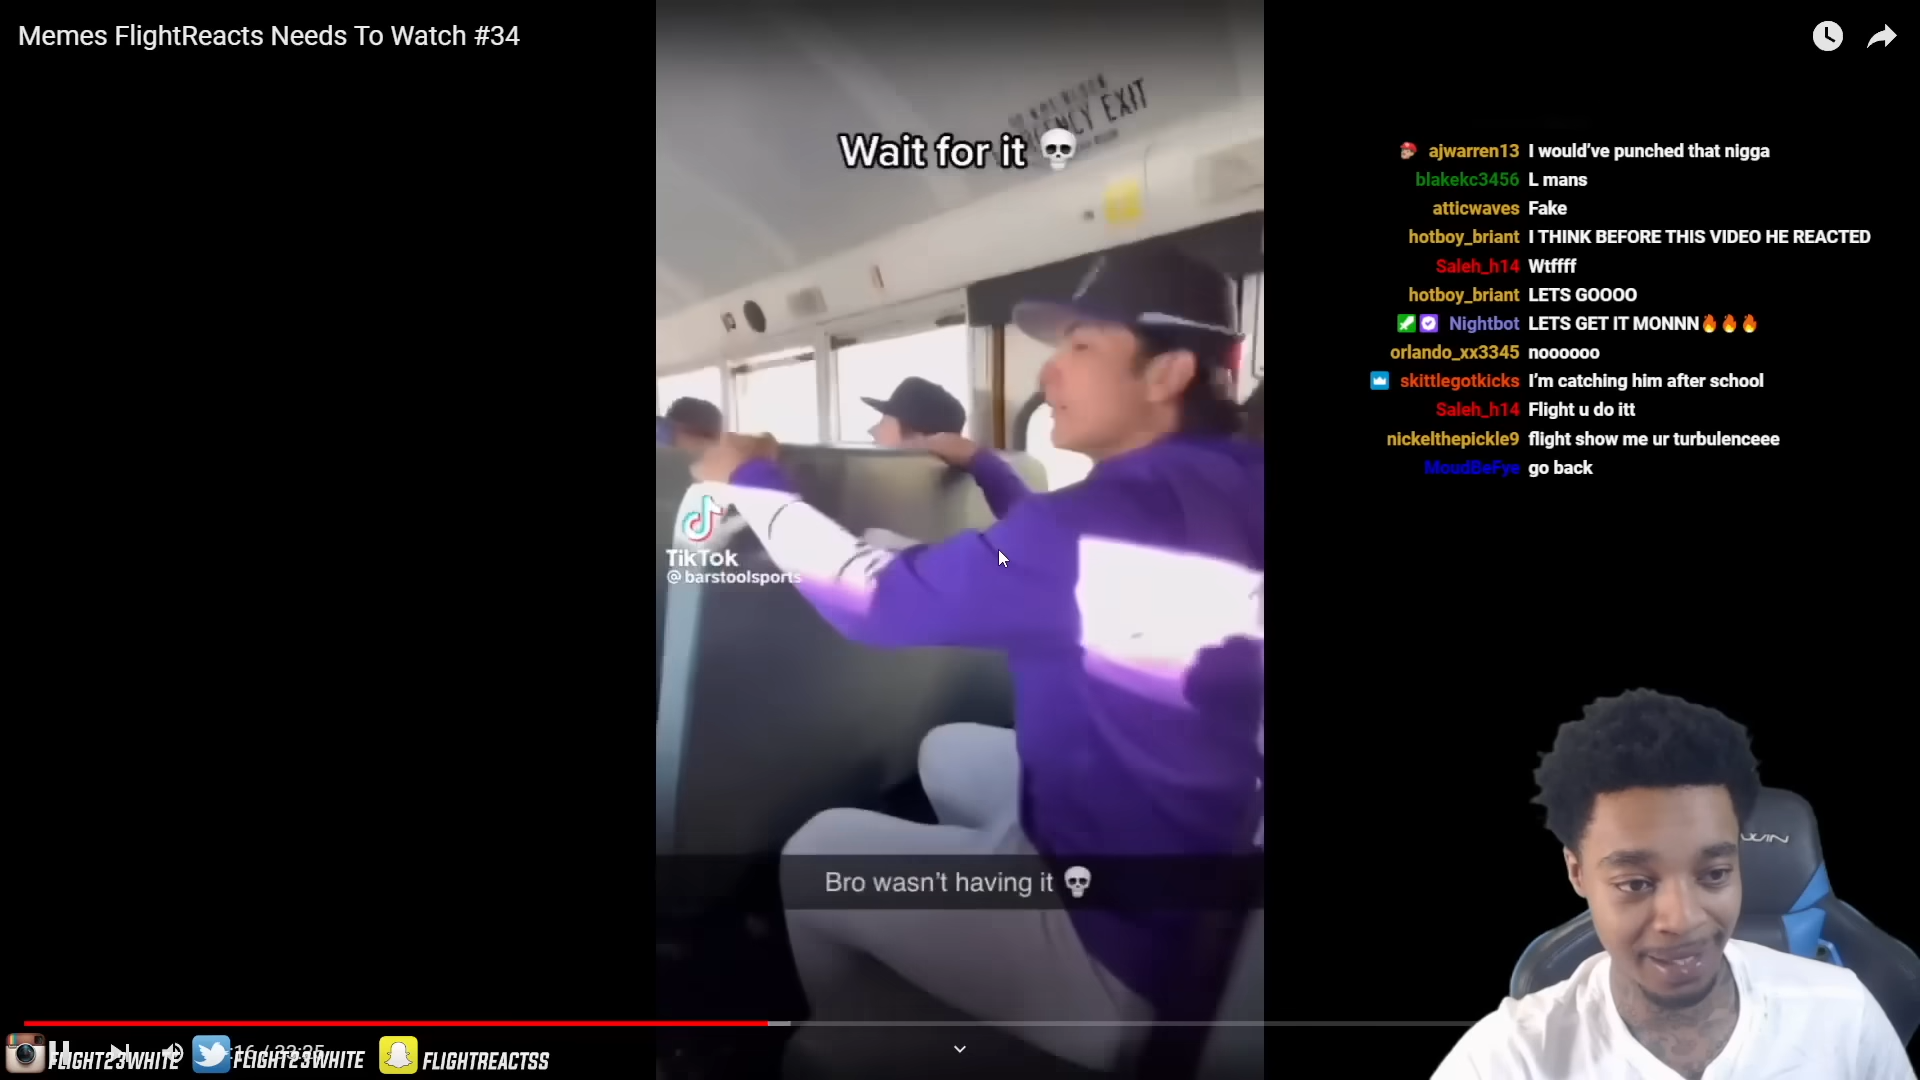 Memes FlightReacts Needs To Watch #34
EXIT
Wait for it 💀
TikTok
@barstoolsports
Bro wasn't having it 💀
ajwarren13 I would've punched that nigga
blakekc3456 L mans
atticwaves Fake
hotboy_briant I THINK BEFORE THIS VIDEO HE REACTED
Saleh_h14 Wtffff
hotboy_briant LETS GOOOO
Nightbot LETS GET IT MONNN🔥🔥🔥
orlando_xx3345 noooooo
skittlegotkicks I'm catching him after school
Saleh_h14 Flight u do itt
nickelthepickle9 flight show me ur turbulenceee
MoudBeFye go back
FLIGHT23WHITE
FLIGHT23WHITE
FLIGHTREACTSS